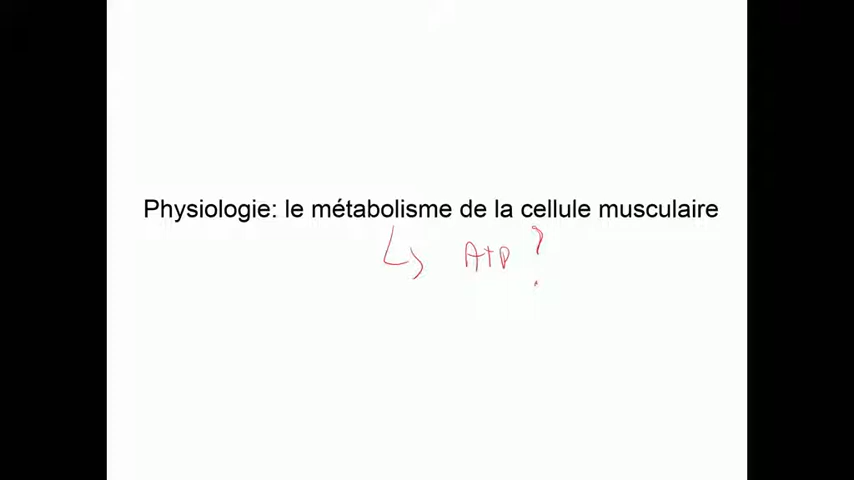 Physiologie: le métabolisme de la cellule musculaire
↳ ATP ?